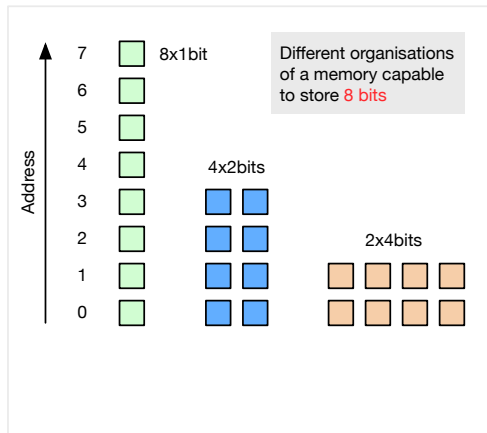 7
8x1bit
Different organisations
of a memory capable
to store 8 bits
6
5
4
4x2bits
3
2
2x4bits
1
0
Address